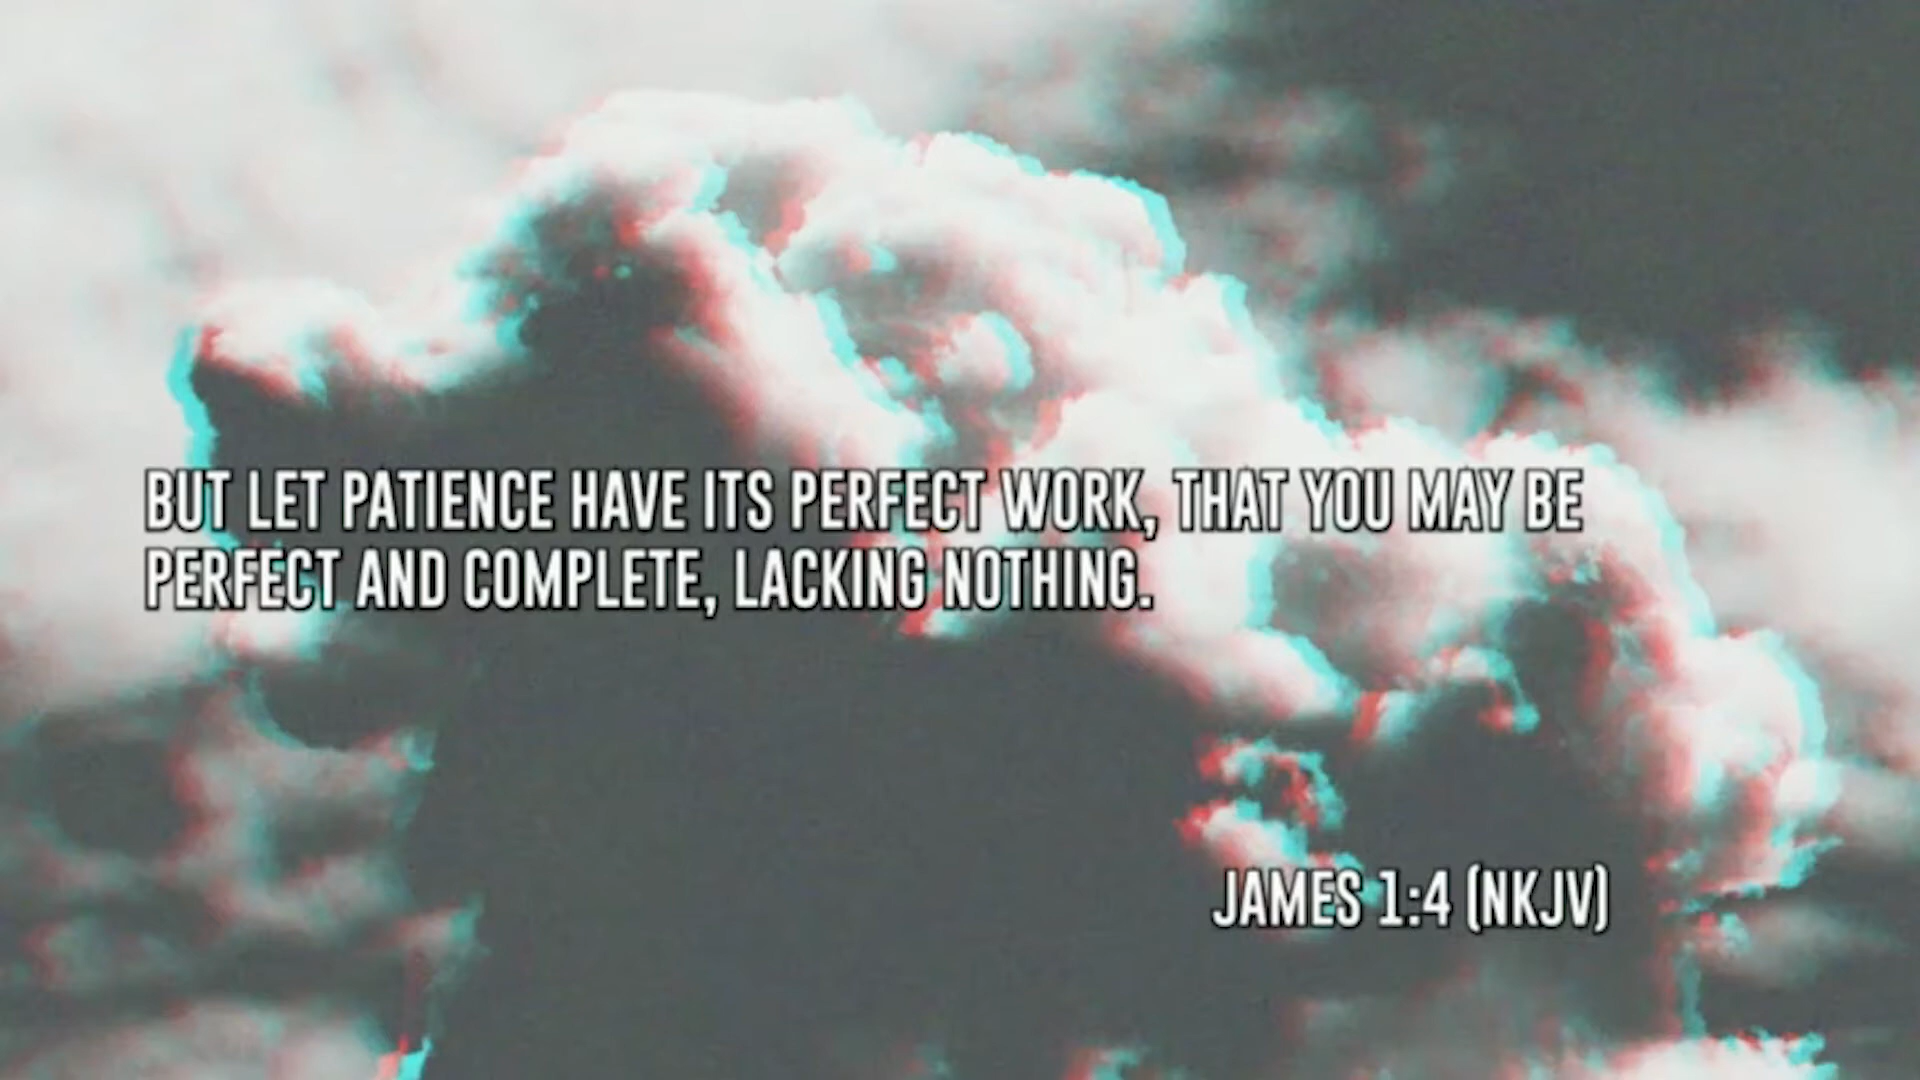 BUT LET PATIENCE HAVE ITS PERFECT WORK, THAT YOU MAY BE
PERFECT AND COMPLETE, LACKING NOTHING.
JAMES 1:4 (NKJV)